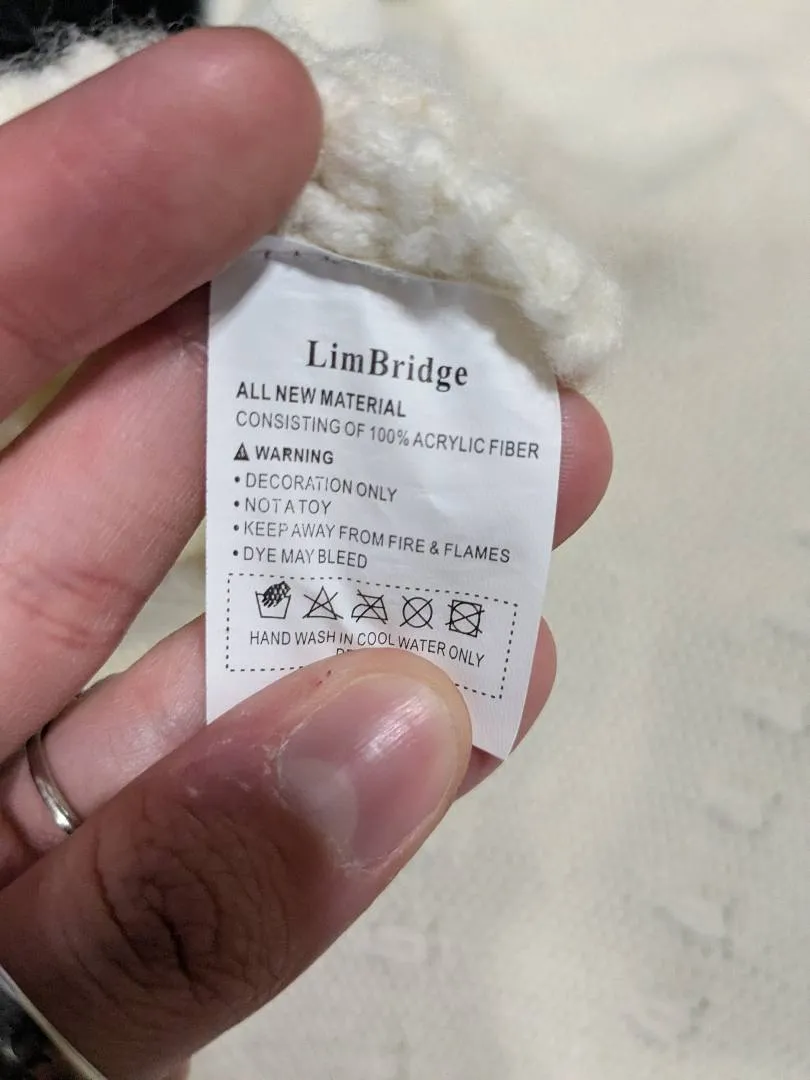 LimBridge
ALL NEW MATERIAL
CONSISTING OF 100% ACRYLIC FIBER
WARNING
• DECORATION ONLY
• NOT A TOY
• KEEP AWAY FROM FIRE & FLAMES
• DYE MAY BLEED
HAND WASH IN COOL WATER ONLY